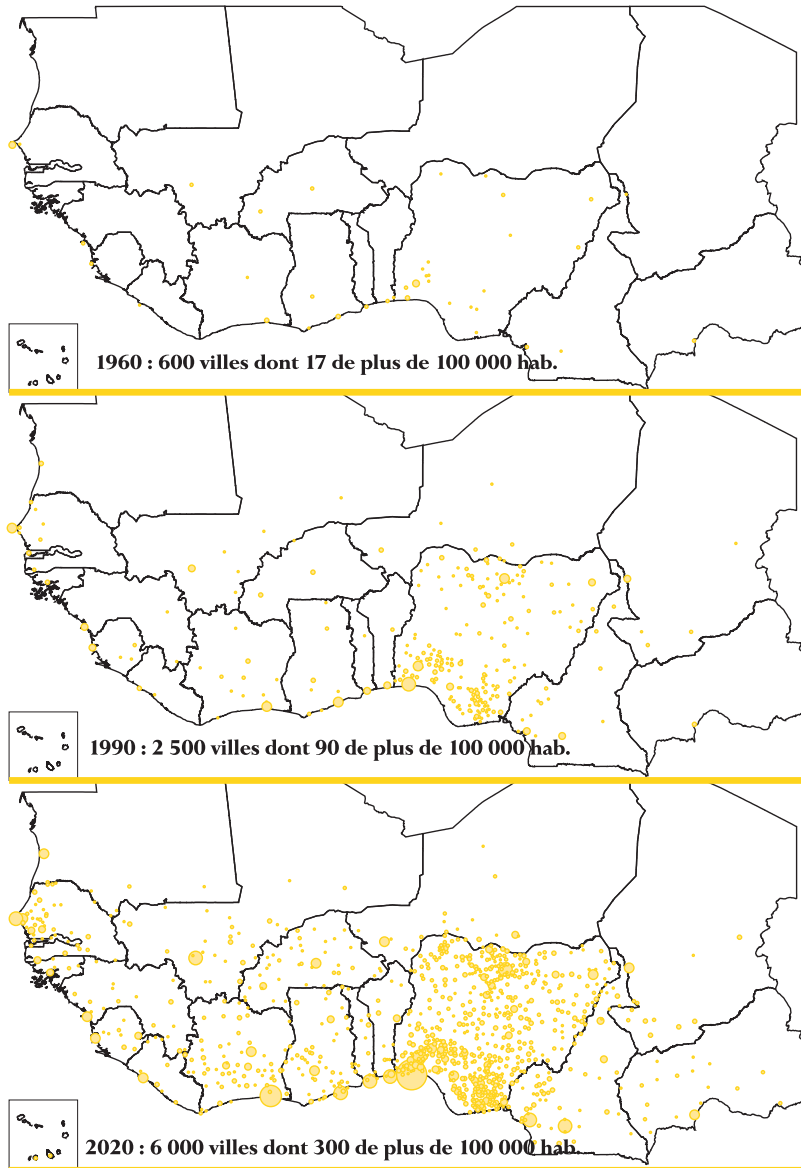 1960 : 600 villes dont 17 de plus de 100 000 hab.
1990 : 2 500 villes dont 90 de plus de 100 000 hab.
2020 : 6 000 villes dont 300 de plus de 100 000 hab.